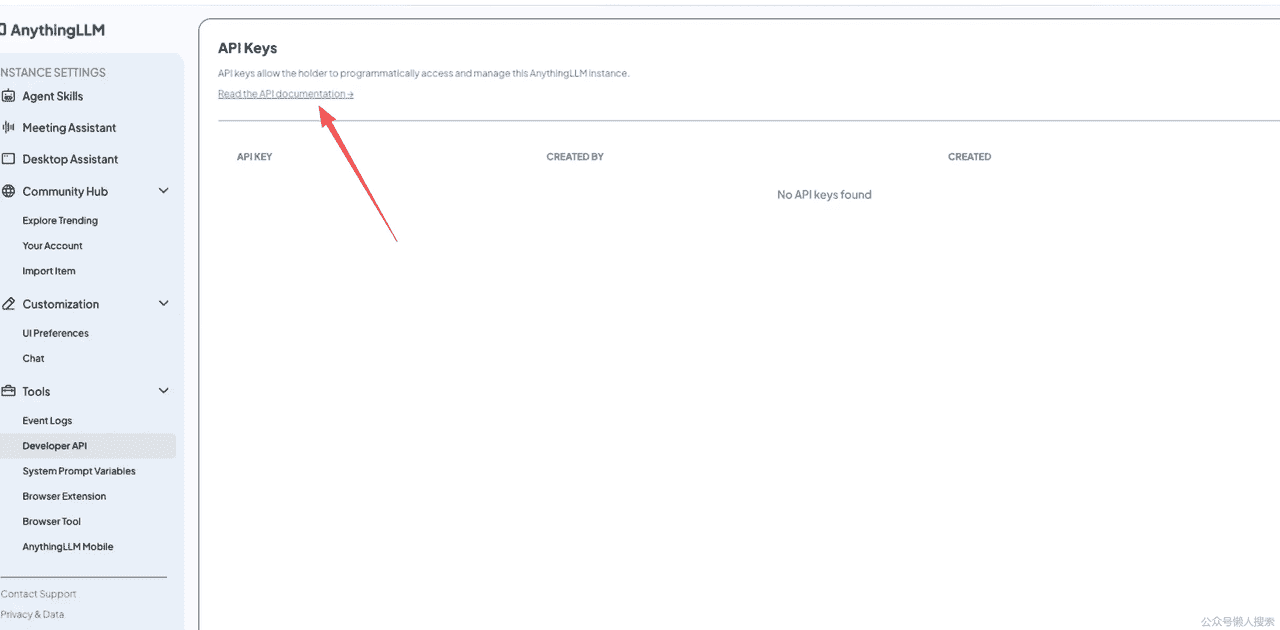 AnythingLLM
INSTANCE SETTINGS
Agent Skills
Meeting Assistant
Desktop Assistant
Community Hub
Explore Trending
Your Account
Import Item
Customization
UI Preferences
Chat
Tools
Event Logs
Developer API
System Prompt Variables
Browser Extension
Browser Tool
AnythingLLM Mobile
Contact Support
Privacy & Data
API Keys
API keys allow the holder to programmatically access and manage this AnythingLLM instance.
Read the API documentation →
API KEY CREATED BY CREATED
No API keys found
公众号懒人搜索